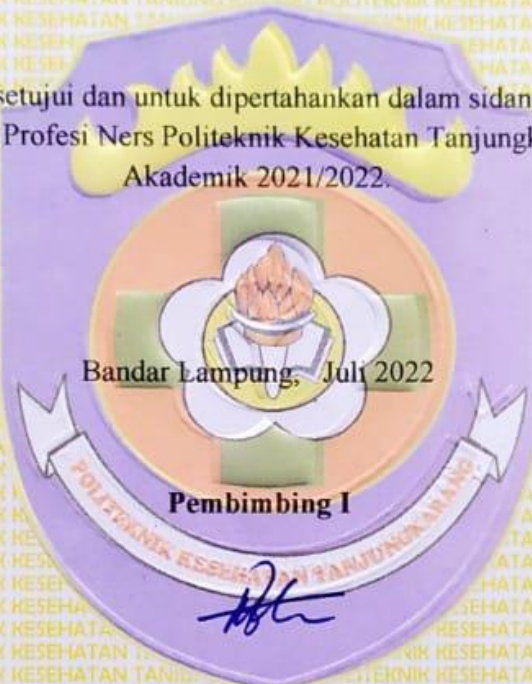 setujui dan untuk dipertahankan dalam sidan
Profesi Ners Politeknik Kesehatan Tanjungk
Akademik 2021/2022.
Bandar Lampung, Juli 2022
Pembimbing I
POLITEKNIK KESEHATAN TANJUNGKARANG